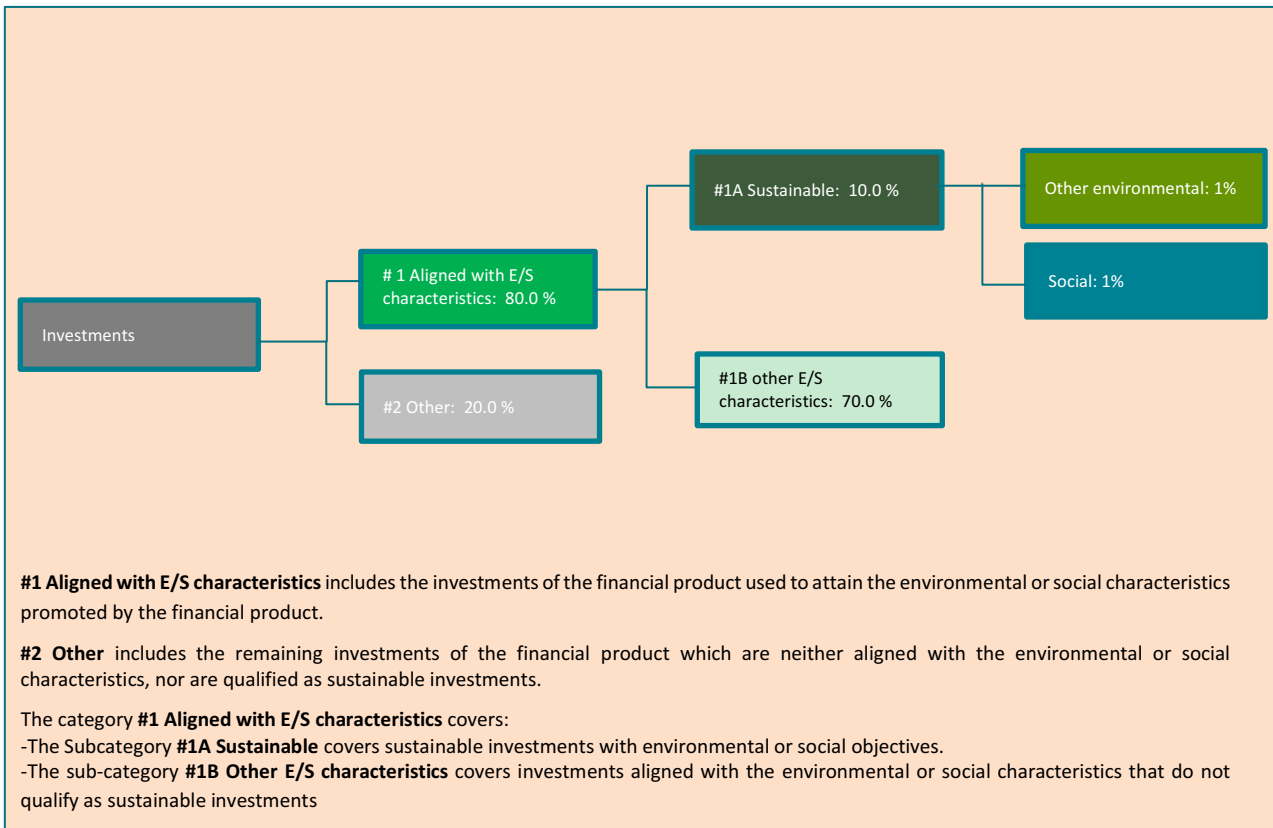 #1A Sustainable:  10.0 %
Other environmental: 1%
# 1 Aligned with E/S
characteristics:  80.0 %
Social: 1%
Investments
#1B other E/S
characteristics:  70.0 %
#2 Other:  20.0 %
#1 Aligned with E/S characteristics includes the investments of the financial product used to attain the environmental or social characteristics
promoted by the financial product.
#2 Other includes the remaining investments of the financial product which are neither aligned with the environmental or social
characteristics, nor are qualified as sustainable investments.
The category #1 Aligned with E/S characteristics covers:
-The Subcategory #1A Sustainable covers sustainable investments with environmental or social objectives.
-The sub-category #1B Other E/S characteristics covers investments aligned with the environmental or social characteristics that do not
qualify as sustainable investments